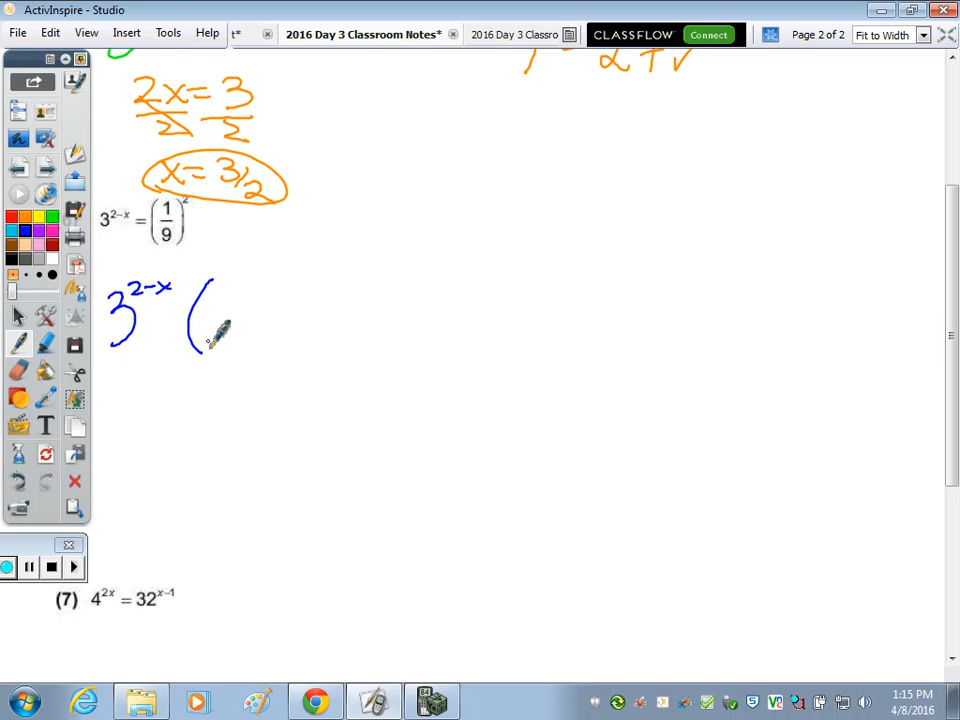 ActivInspire - Studio
File Edit View Insert Tools Help t* 2016 Day 3 Classroom Notes* 2016 Day 3 Classro CLASSFLOW Connect Page 2 of 2 Fit to Width
2x = 3
2 2
x = 3/2
3^{2-x} = (1/9)^2
3^{2-x} (
(7) 4^{2x} = 32^{x-1}
84
1:15 PM
4/8/2016